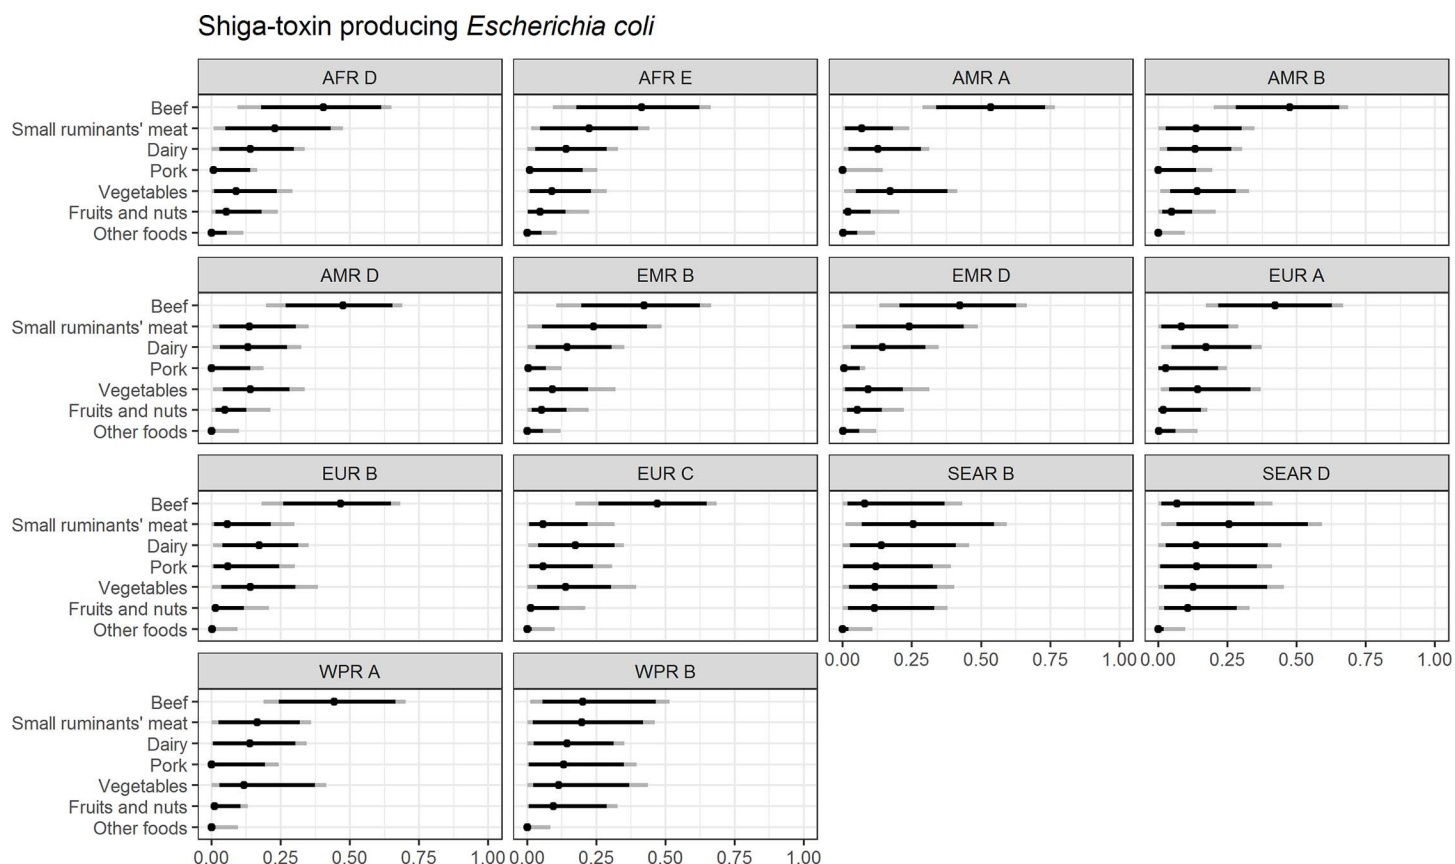 Shiga-toxin producing Escherichia coli
AFR D
AFR E
AMR A
AMR B
Beef
Small ruminants' meat
Dairy
Pork
Vegetables
Fruits and nuts
Other foods
AMR D
EMR B
EMR D
EUR A
Beef
Small ruminants' meat
Dairy
Pork
Vegetables
Fruits and nuts
Other foods
EUR B
EUR C
SEAR B
SEAR D
Beef
Small ruminants' meat
Dairy
Pork
Vegetables
Fruits and nuts
Other foods
0.00 0.25 0.50 0.75 1.00
0.00 0.25 0.50 0.75 1.00
WPR A
WPR B
Beef
Small ruminants' meat
Dairy
Pork
Vegetables
Fruits and nuts
Other foods
0.00 0.25 0.50 0.75 1.00
0.00 0.25 0.50 0.75 1.00